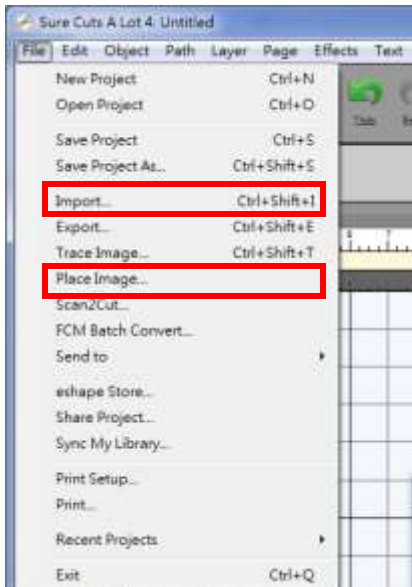 Sure Cuts A Lot 4: Untitled
File Edit Object Path Layer Page Effects Text
New Project Ctrl+N
Open Project Ctrl+O
Save Project Ctrl+S
Save Project As... Ctrl+Shift+S
Import... Ctrl+Shift+I
Export... Ctrl+Shift+E
Trace Image... Ctrl+Shift+T
Place Image...
Scan2Cut...
FCM Batch Convert...
Send to
eshape Store...
Share Project...
Sync My Library...
Print Setup...
Print...
Recent Projects
Exit Ctrl+Q